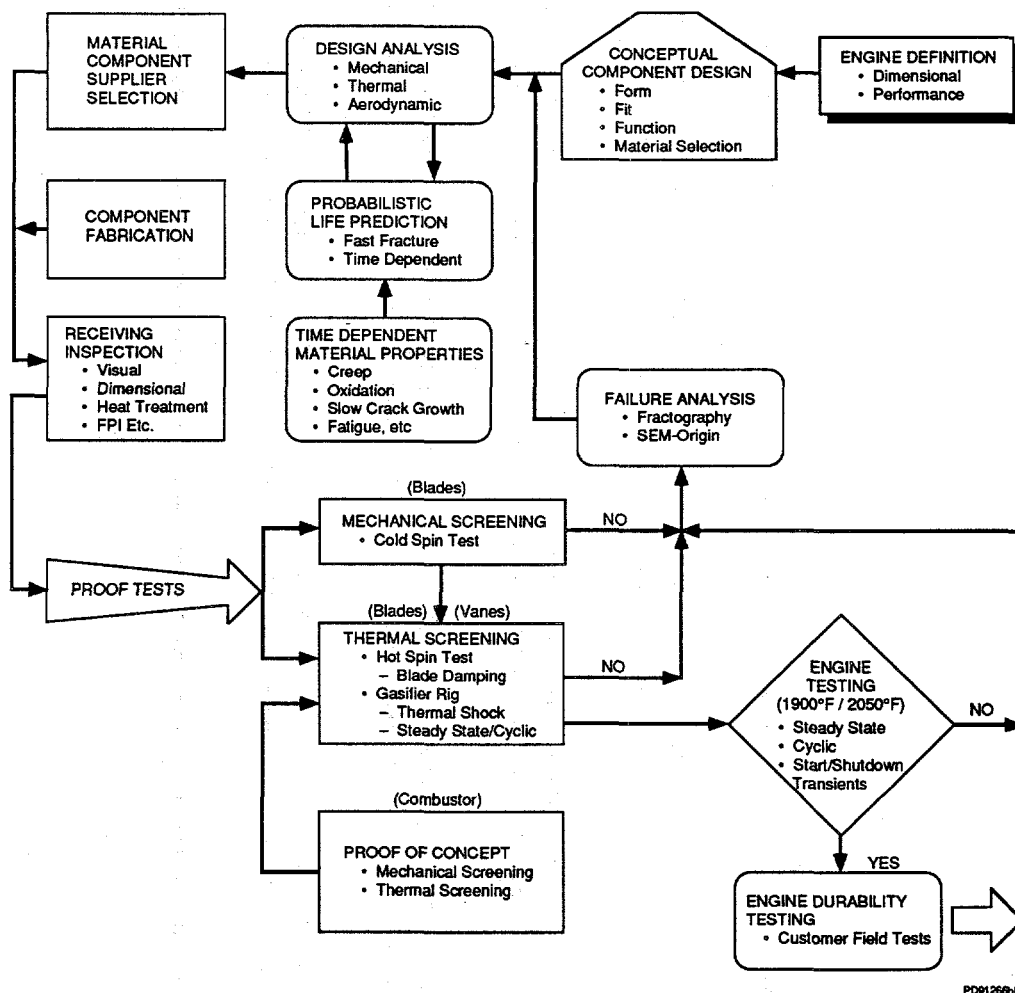 MATERIAL
COMPONENT
SUPPLIER
SELECTION
DESIGN ANALYSIS
• Mechanical
• Thermal
• Aerodynamic
CONCEPTUAL
COMPONENT DESIGN
• Form
• Fit
• Function
• Material Selection
ENGINE DEFINITION
• Dimensional
• Performance
COMPONENT
FABRICATION
PROBABILISTIC
LIFE PREDICTION
• Fast Fracture
• Time Dependent
RECEIVING
INSPECTION
• Visual
• Dimensional
• Heat Treatment
• FPI Etc.
TIME DEPENDENT
MATERIAL PROPERTIES
• Creep
• Oxidation
• Slow Crack Growth
• Fatigue, etc
FAILURE ANALYSIS
• Fractography
• SEM-Origin
(Blades)
MECHANICAL SCREENING
• Cold Spin Test
NO
PROOF TESTS
(Blades) (Vanes)
THERMAL SCREENING
• Hot Spin Test
– Blade Damping
• Gasifier Rig
– Thermal Shock
– Steady State/Cyclic
NO
ENGINE
TESTING
(1900°F / 2050°F)
• Steady State
• Cyclic
• Start/Shutdown
Transients
NO
(Combustor)
PROOF OF CONCEPT
• Mechanical Screening
• Thermal Screening
YES
ENGINE DURABILITY
TESTING
• Customer Field Tests